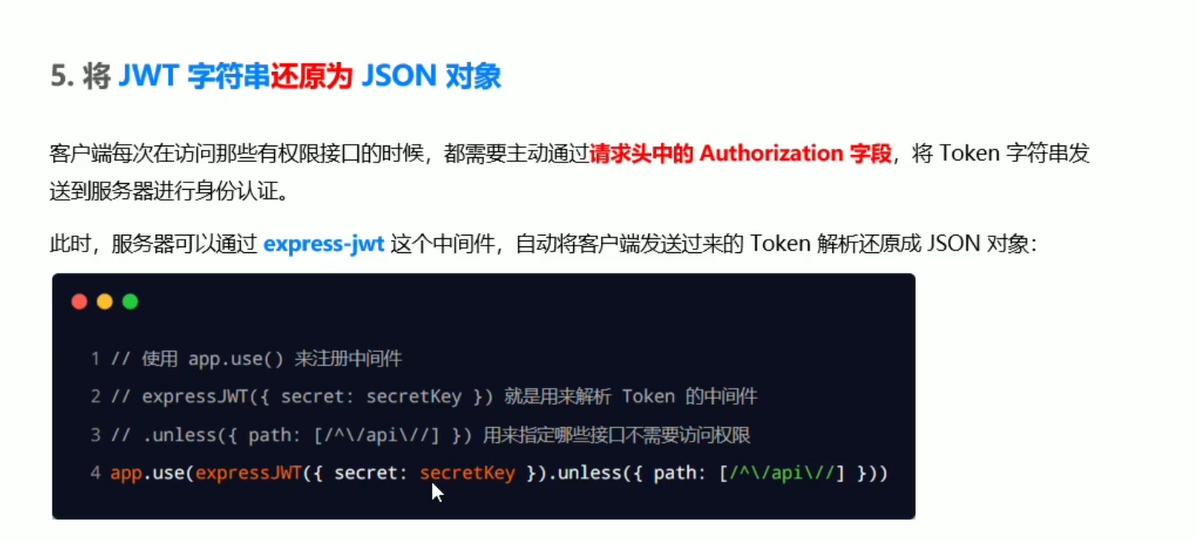 5. 将 JWT 字符串还原为 JSON 对象
客户端每次在访问那些有权限接口的时候，都需要主动通过请求头中的 Authorization 字段，将 Token 字符串发
送到服务器进行身份认证。
此时，服务器可以通过 express-jwt 这个中间件，自动将客户端发送过来的 Token 解析还原成 JSON 对象：
1 // 使用 app.use() 来注册中间件
2 // expressJWT({ secret: secretKey }) 就是用来解析 Token 的中间件
3 // .unless({ path: [/^\/api\//] }) 用来指定哪些接口不需要访问权限
4 app.use(expressJWT({ secret: secretKey }).unless({ path: [/^\/api\//] }))